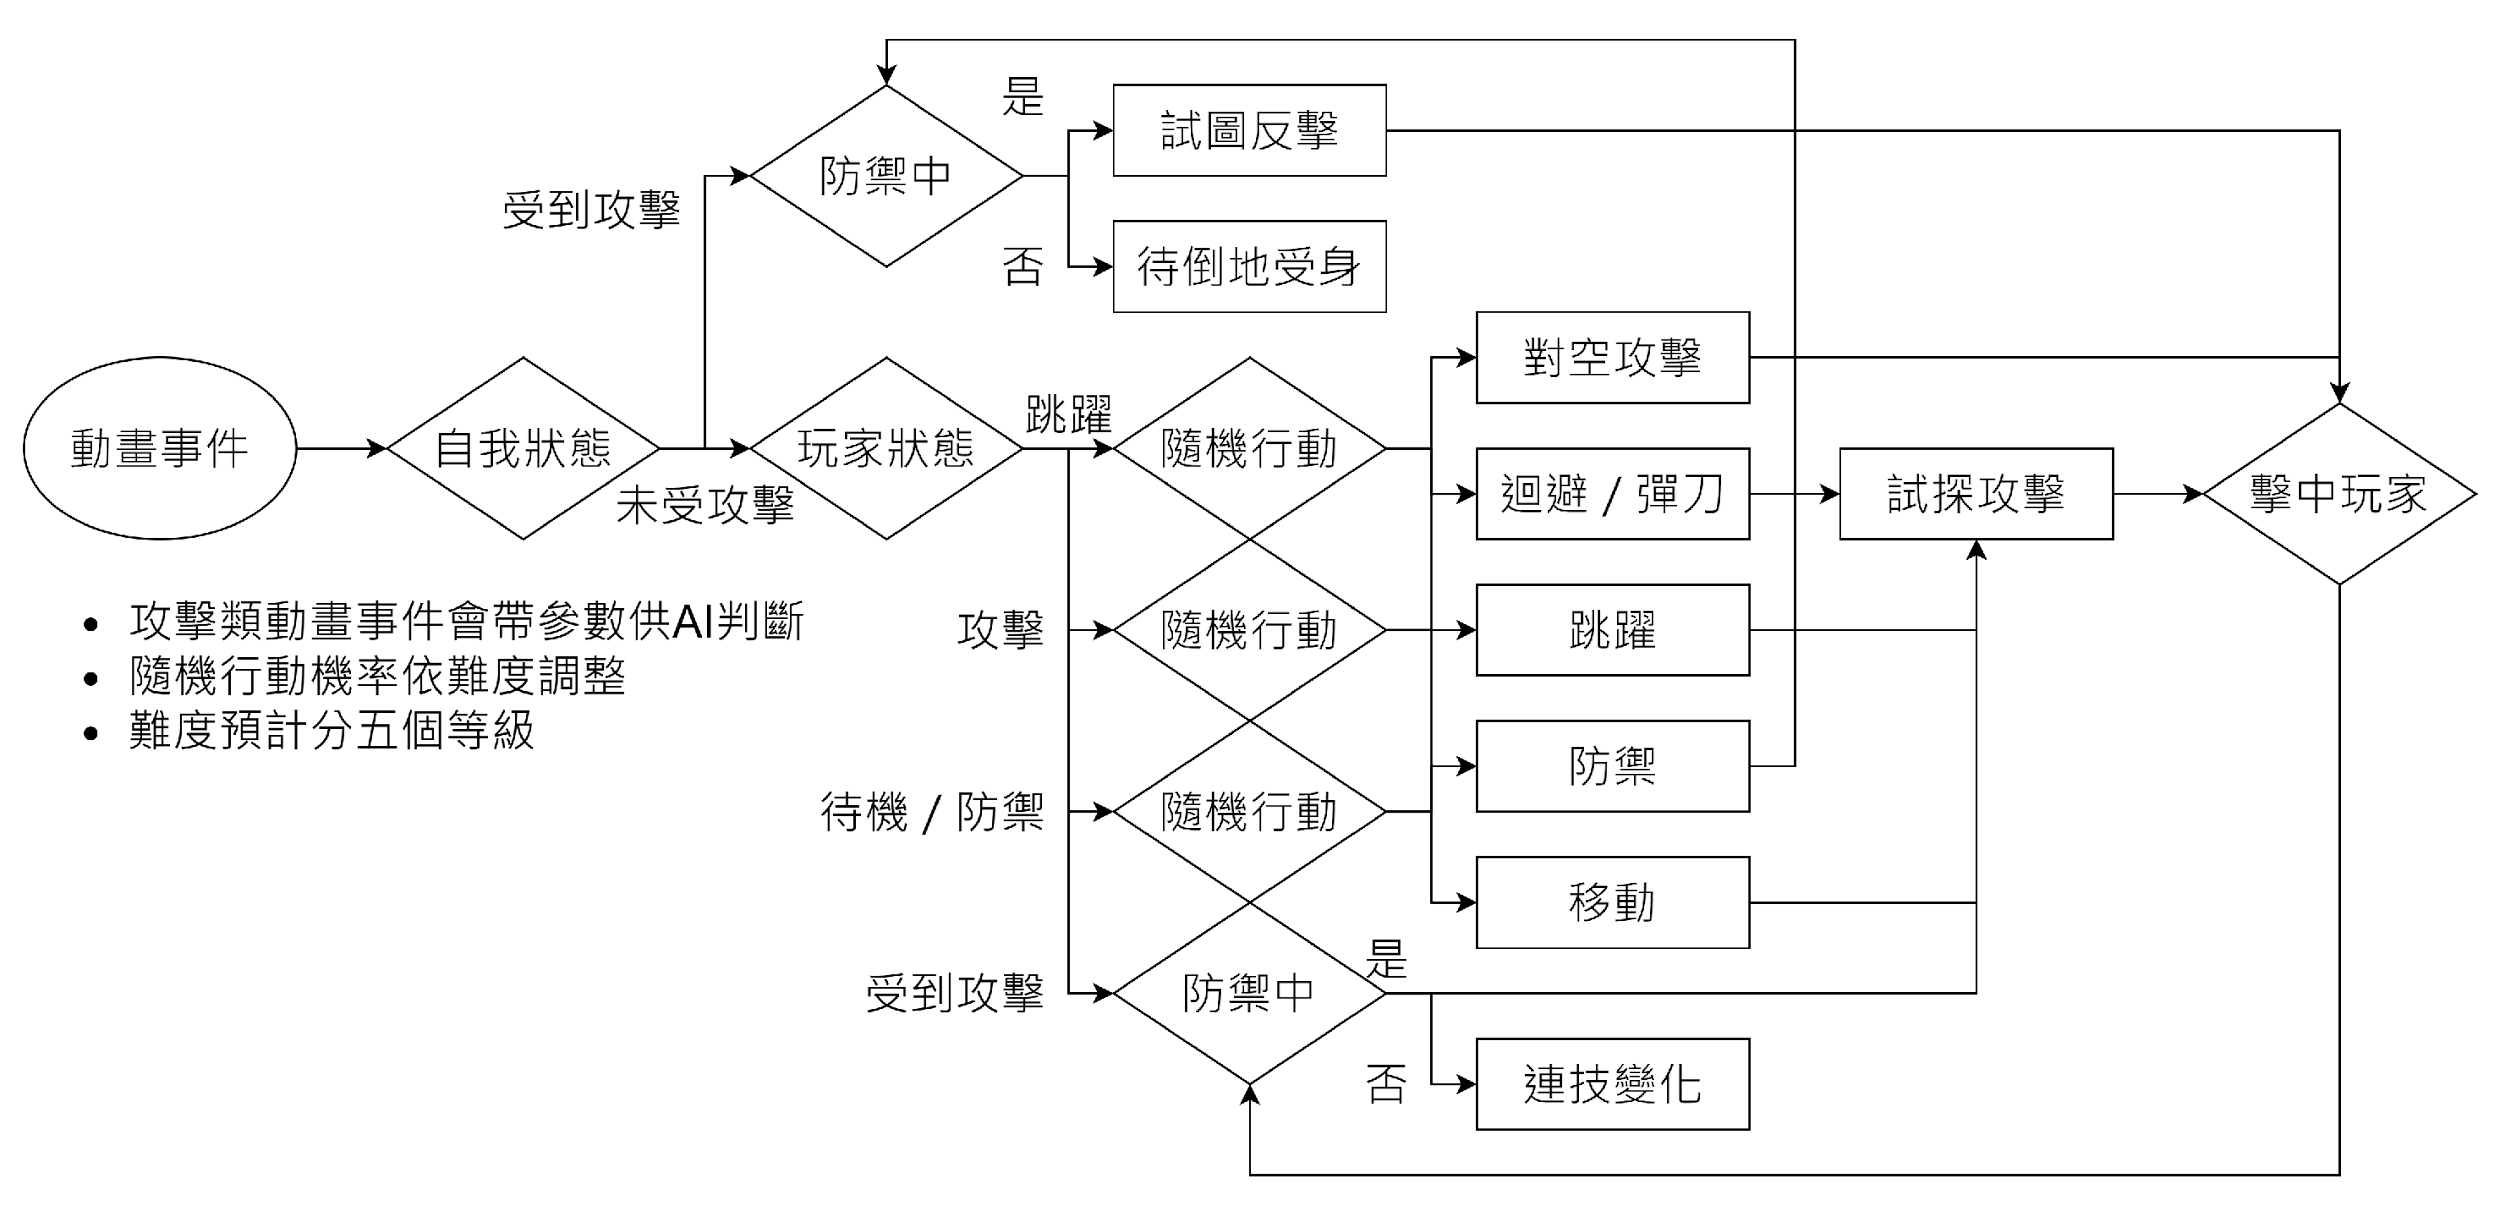 是
試圖反擊
防禦中
受到攻擊
否
待倒地受身
對空攻擊
跳躍
動畫事件
自我狀態
玩家狀態
隨機行動
未受攻擊
迴避 / 彈刀
試探攻擊
擊中玩家
• 攻擊類動畫事件會帶參數供AI判斷
• 隨機行動機率依難度調整
• 難度預計分五個等級
攻擊
隨機行動
跳躍
防禦
待機 / 防禦
隨機行動
移動
是
受到攻擊
防禦中
否
連技變化